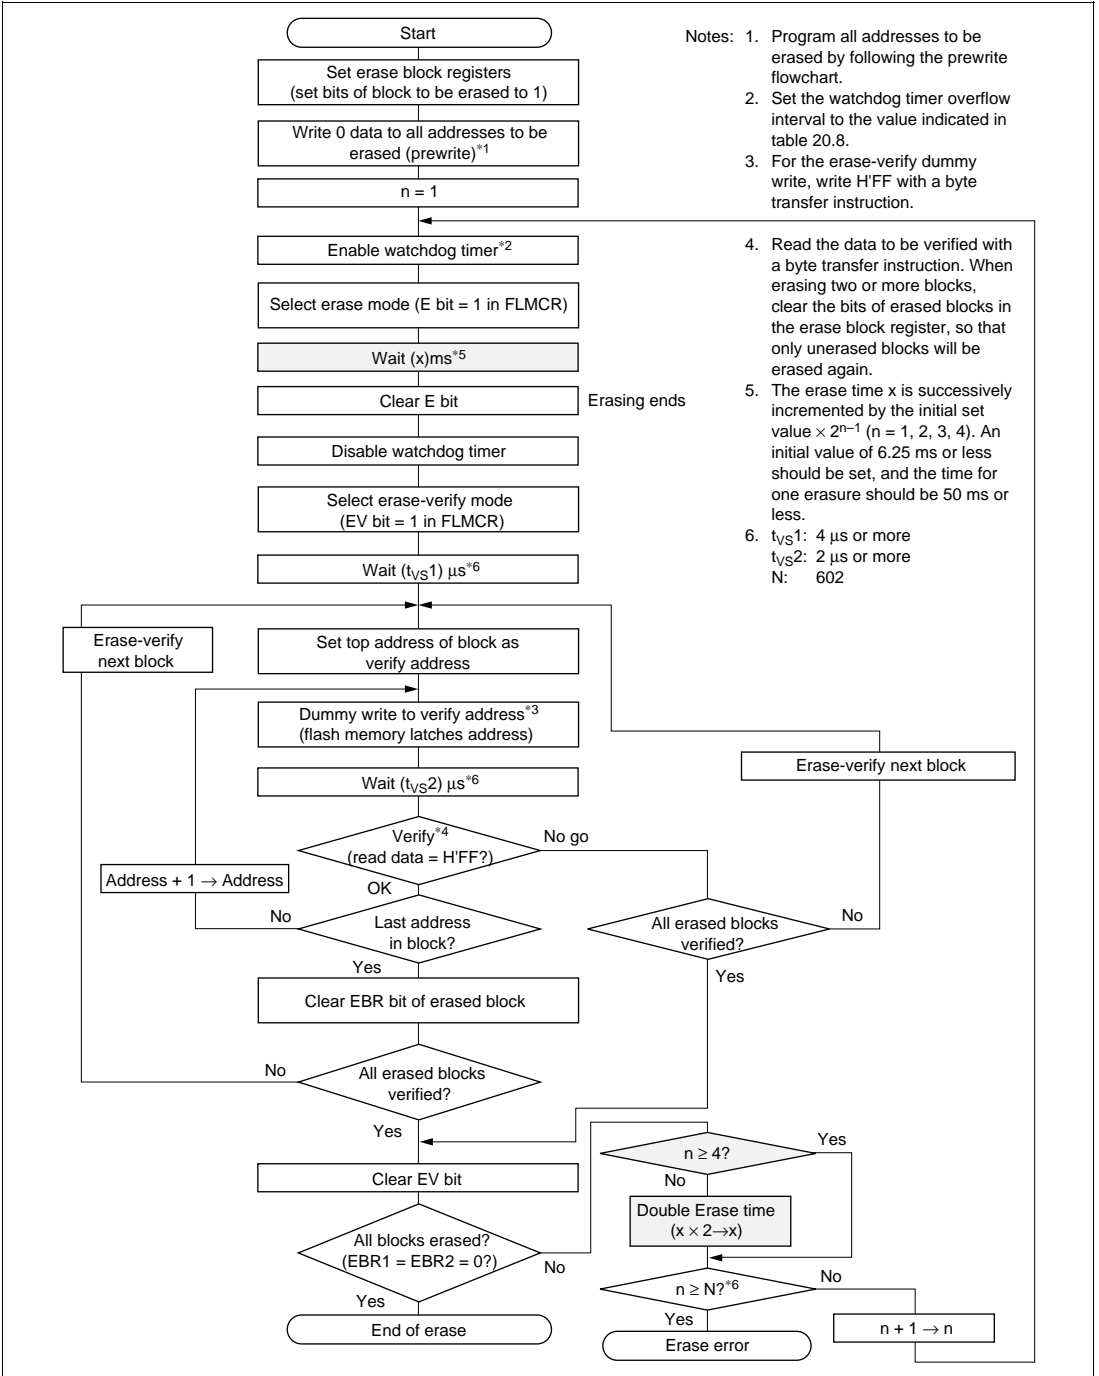 Start
Set erase block registers
(set bits of block to be erased to 1)
Write 0 data to all addresses to be
erased (prewrite)*1
n = 1
Enable watchdog timer*2
Select erase mode (E bit = 1 in FLMCR)
Wait (x)ms*5
Clear E bit
Erasing ends
Disable watchdog timer
Select erase-verify mode
(EV bit = 1 in FLMCR)
Wait (tVS1) μs*6
Notes: 1. Program all addresses to be
erased by following the prewrite
flowchart.
2. Set the watchdog timer overflow
interval to the value indicated in
table 20.8.
3. For the erase-verify dummy
write, write H'FF with a byte
transfer instruction.
4. Read the data to be verified with
a byte transfer instruction. When
erasing two or more blocks,
clear the bits of erased blocks in
the erase block register, so that
only unerased blocks will be
erased again.
5. The erase time x is successively
incremented by the initial set
value × 2n–1 (n = 1, 2, 3, 4). An
initial value of 6.25 ms or less
should be set, and the time for
one erasure should be 50 ms or
less.
6. tVS1: 4 μs or more
tVS2: 2 μs or more
N: 602
Erase-verify
next block
Set top address of block as
verify address
Dummy write to verify address*3
(flash memory latches address)
Erase-verify next block
Wait (tVS2) μs*6
Verify*4
(read data = H'FF?)
No go
OK
Address + 1 → Address
No
Last address
in block?
Yes
All erased blocks
verified?
No
Yes
Clear EBR bit of erased block
No
All erased blocks
verified?
Yes
Clear EV bit
All blocks erased?
(EBR1 = EBR2 = 0?)
No
Yes
End of erase
n ≥ 4?
Yes
No
Double Erase time
(x × 2→x)
n ≥ N?*6
No
Yes
n + 1 → n
Erase error